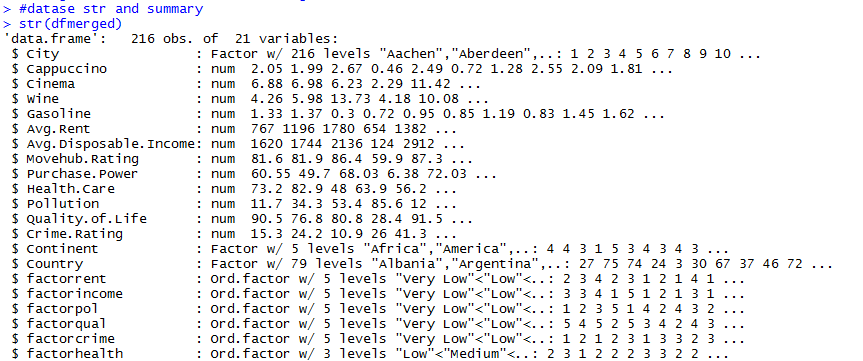 > #datase str and summary
> str(dfmerged)
'data.frame':   216 obs. of  21 variables:
 $ City                 : Factor w/ 216 levels "Aachen","Aberdeen",..: 1 2 3 4 5 6 7 8 9 10 ...
 $ Cappuccino           : num  2.05 1.99 2.67 0.46 2.49 0.72 1.28 2.55 2.09 1.81 ...
 $ Cinema               : num  6.88 6.98 6.23 2.29 11.42 ...
 $ Wine                 : num  4.26 5.98 13.73 4.18 10.08 ...
 $ Gasoline             : num  1.33 1.37 0.3 0.72 0.95 0.85 1.19 0.83 1.45 1.62 ...
 $ Avg.Rent             : num  767 1196 1780 654 1382 ...
 $ Avg.Disposable.Income: num  1620 1744 2136 124 2912 ...
 $ Movehub.Rating       : num  81.6 81.9 86.4 59.9 87.3 ...
 $ Purchase.Power       : num  60.55 49.7 68.03 6.38 72.03 ...
 $ Health.Care          : num  73.2 82.9 48 63.9 56.2 ...
 $ Pollution            : num  11.7 34.3 53.4 85.6 12 ...
 $ Quality.of.Life      : num  90.5 76.8 80.8 28.4 91.5 ...
 $ Crime.Rating         : num  15.3 24.2 10.9 26 41.3 ...
 $ Continent            : Factor w/ 5 levels "Africa","America",..: 4 4 3 1 5 3 4 3 4 3 ...
 $ Country              : Factor w/ 79 levels "Albania","Argentina",..: 27 75 74 24 3 30 67 37 46 72 ...
 $ factorrent           : Ord.factor w/ 5 levels "Very Low"<"Low"<..: 2 3 4 2 3 1 2 1 4 1 ...
 $ factorincome         : Ord.factor w/ 5 levels "Very Low"<"Low"<..: 3 3 4 1 5 1 2 1 3 1 ...
 $ factorpol            : Ord.factor w/ 5 levels "Very Low"<"Low"<..: 1 2 3 5 1 4 2 4 3 2 ...
 $ factorqual           : Ord.factor w/ 5 levels "Very Low"<"Low"<..: 5 4 5 2 5 3 4 2 4 3 ...
 $ factorcrime          : Ord.factor w/ 5 levels "Very Low"<"Low"<..: 1 2 1 2 3 1 3 3 2 3 ...
 $ factorhealth         : Ord.factor w/ 3 levels "Low"<"Medium"<..: 2 3 1 2 2 2 3 3 2 2 ...